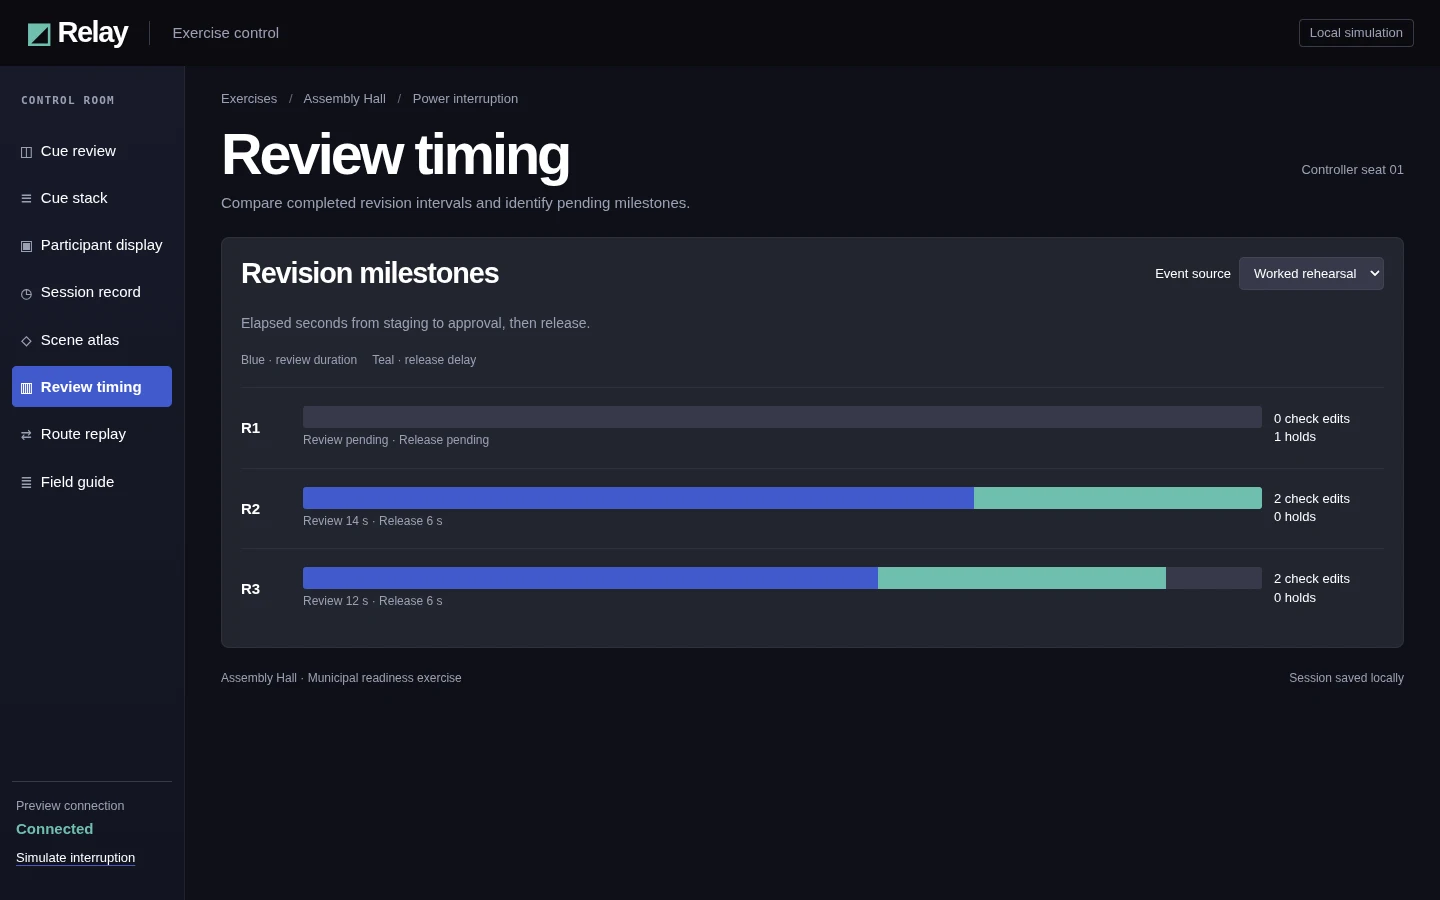 Relay
Exercise control
Local simulation
CONTROL ROOM
Cue review
Cue stack
Participant display
Session record
Scene atlas
Review timing
Route replay
Field guide
Preview connection
Connected
Simulate interruption
Exercises / Assembly Hall / Power interruption
Review timing
Controller seat 01
Compare completed revision intervals and identify pending milestones.
Revision milestones
Event source
Worked rehearsal
Elapsed seconds from staging to approval, then release.
Blue · review duration Teal · release delay
R1
Review pending · Release pending
0 check edits
1 holds
R2
Review 14 s · Release 6 s
2 check edits
0 holds
R3
Review 12 s · Release 6 s
2 check edits
0 holds
Assembly Hall · Municipal readiness exercise
Session saved locally